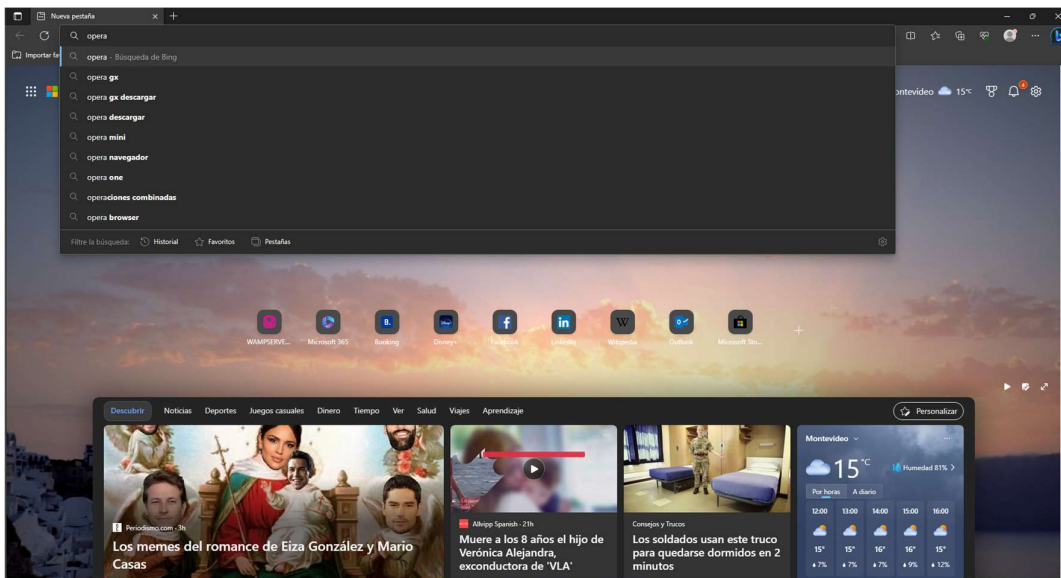 Nueva pestaña
opera
Importar fa
opera - Búsqueda de Bing
opera gx
opera gx descargar
opera descargar
opera mini
opera navegador
opera one
operaciones combinadas
opera browser
Filtre la búsqueda: Historial Favoritos Pestañas
ontevideo 15°C
4
WAMPSERVE... Microsoft 365 Booking Disney+ Facebook LinkedIn Wikipedia Outlook Microsoft Sto...
Descubrir Noticias Deportes Juegos casuales Dinero Tiempo Ver Salud Viajes Aprendizaje Personalizar
Periodismo.com · 3h
Los memes del romance de Eiza González y Mario
Casas
Allvipp Spanish · 21h
Muere a los 8 años el hijo de
Verónica Alejandra,
exconductora de 'VLA'
Consejos y Trucos
Los soldados usan este truco
para quedarse dormidos en 2
minutos
Montevideo
15°C
Humedad 81%
Por horas A diario
12:00 13:00 14:00 15:00 16:00
15° 15° 16° 16° 15°
7% 7% 7% 9% 12%